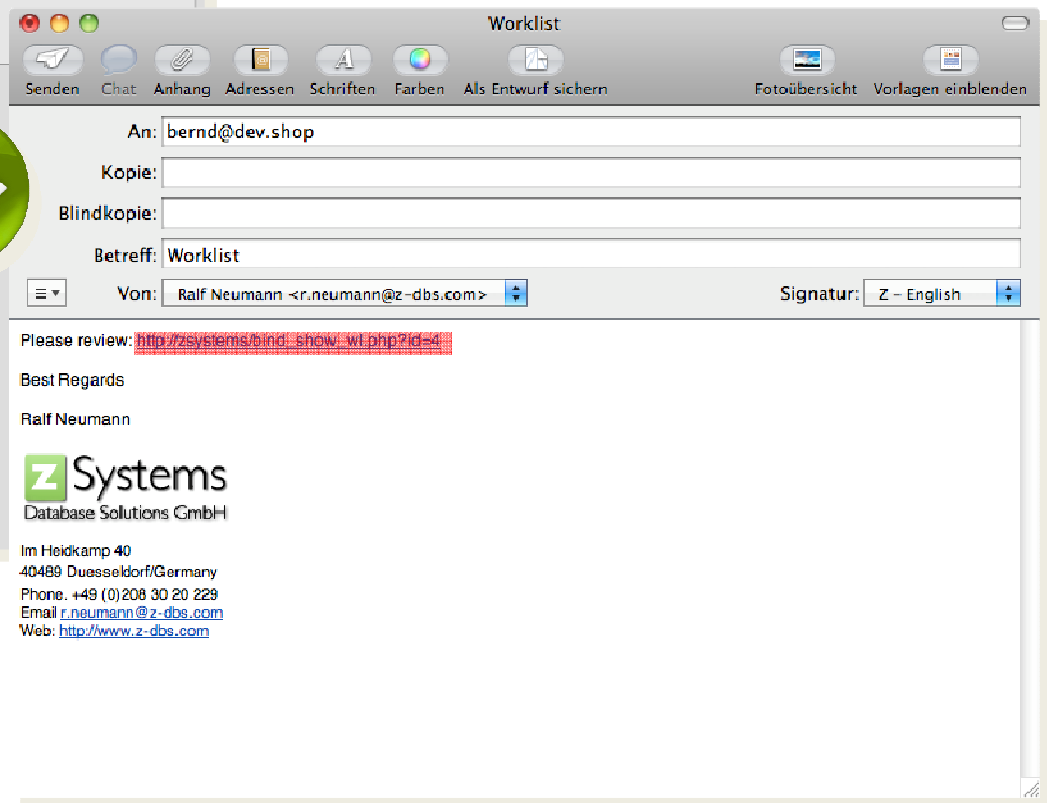 Worklist
Senden Chat Anhang Adressen Schriften Farben Als Entwurf sichern Fotoübersicht Vorlagen einblenden
An: bernd@dev.shop
Kopie:
Blindkopie:
Betreff: Worklist
Von: Ralf Neumann <r.neumann@z-dbs.com> Signatur: Z – English
Please review: http://zsystems/bind_show_wl.php?id=4
Best Regards
Ralf Neumann
Z Systems
Database Solutions GmbH
Im Heidkamp 40
40489 Duesseldorf/Germany
Phone. +49 (0)208 30 20 229
Email r.neumann@z-dbs.com
Web: http://www.z-dbs.com